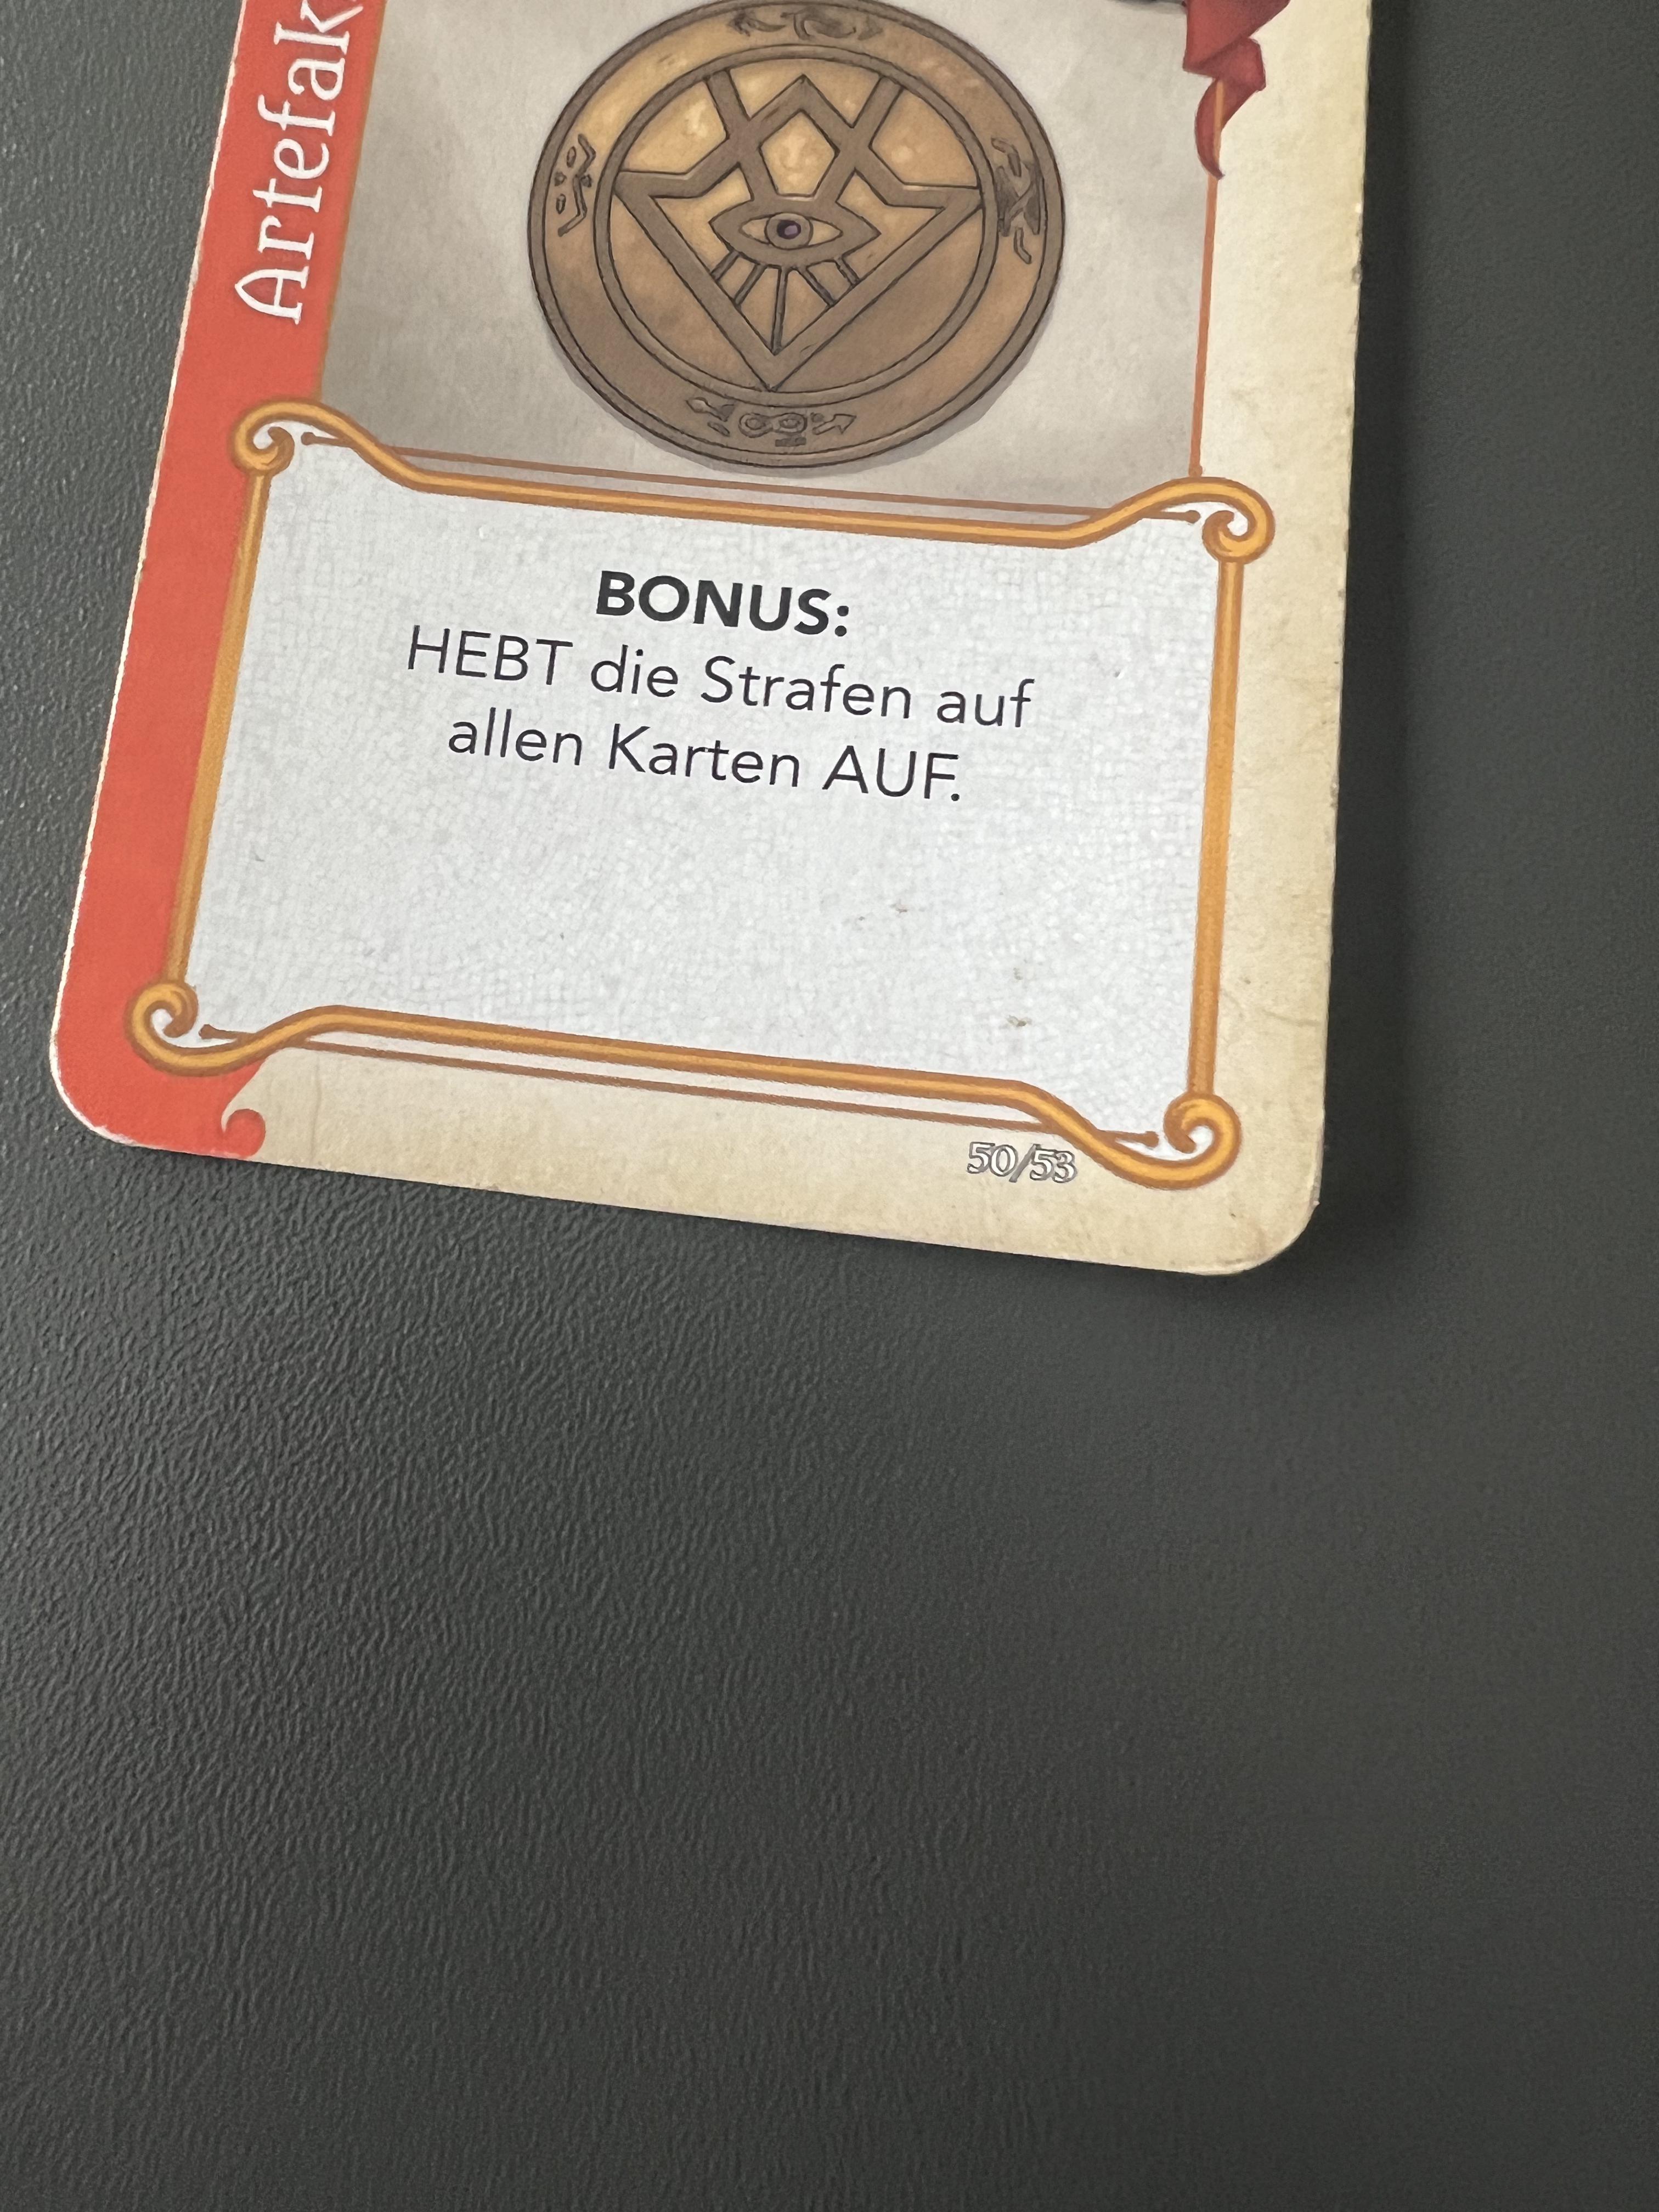 Artefak
BONUS:
HEBT die Strafen auf
allen Karten AUF.
50/53